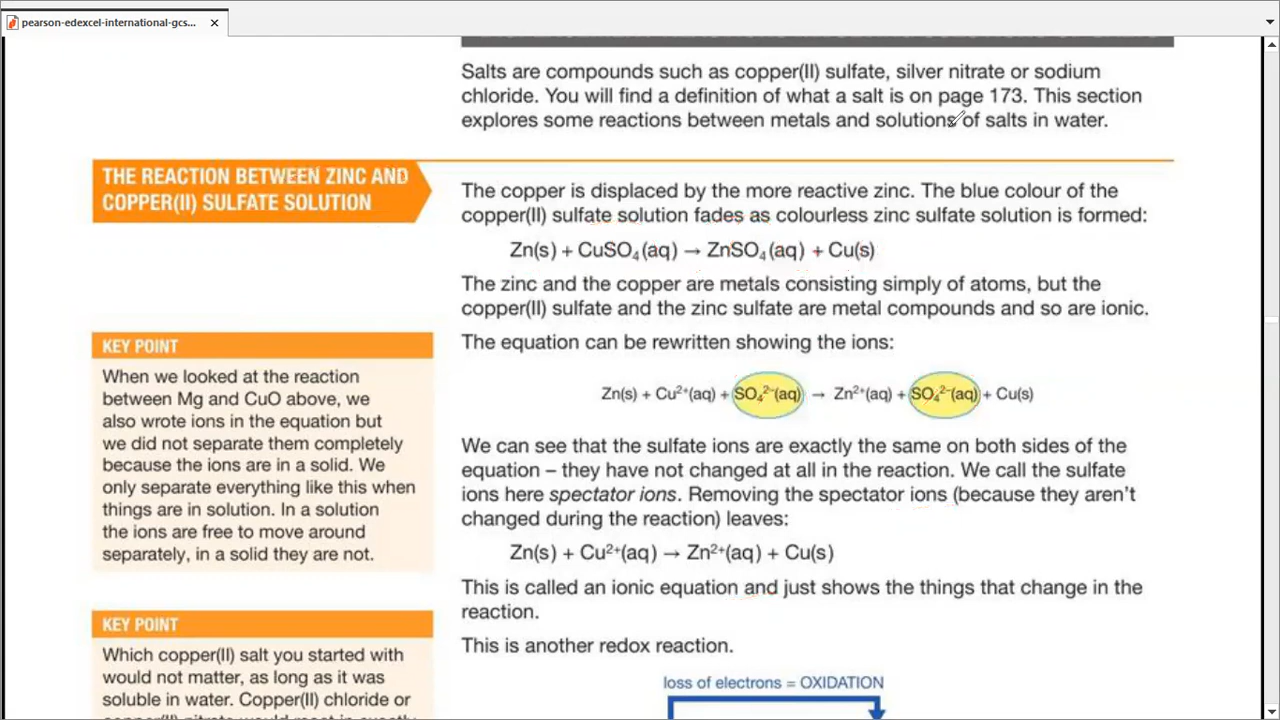 pearson-edexcel-international-gcs...
Salts are compounds such as copper(II) sulfate, silver nitrate or sodium
chloride. You will find a definition of what a salt is on page 173. This section
explores some reactions between metals and solutions of salts in water.
THE REACTION BETWEEN ZINC AND
COPPER(II) SULFATE SOLUTION
The copper is displaced by the more reactive zinc. The blue colour of the
copper(II) sulfate solution fades as colourless zinc sulfate solution is formed:
Zn(s) + CuSO₄(aq) → ZnSO₄(aq) + Cu(s)
The zinc and the copper are metals consisting simply of atoms, but the
copper(II) sulfate and the zinc sulfate are metal compounds and so are ionic.
The equation can be rewritten showing the ions:
Zn(s) + Cu²⁺(aq) + SO₄²⁻(aq) → Zn²⁺(aq) + SO₄²⁻(aq) + Cu(s)
We can see that the sulfate ions are exactly the same on both sides of the
equation – they have not changed at all in the reaction. We call the sulfate
ions here spectator ions. Removing the spectator ions (because they aren't
changed during the reaction) leaves:
Zn(s) + Cu²⁺(aq) → Zn²⁺(aq) + Cu(s)
This is called an ionic equation and just shows the things that change in the
reaction.
This is another redox reaction.
loss of electrons = OXIDATION
KEY POINT
When we looked at the reaction
between Mg and CuO above, we
also wrote ions in the equation but
we did not separate them completely
because the ions are in a solid. We
only separate everything like this when
things are in solution. In a solution
the ions are free to move around
separately, in a solid they are not.
KEY POINT
Which copper(II) salt you started with
would not matter, as long as it was
soluble in water. Copper(II) chloride or